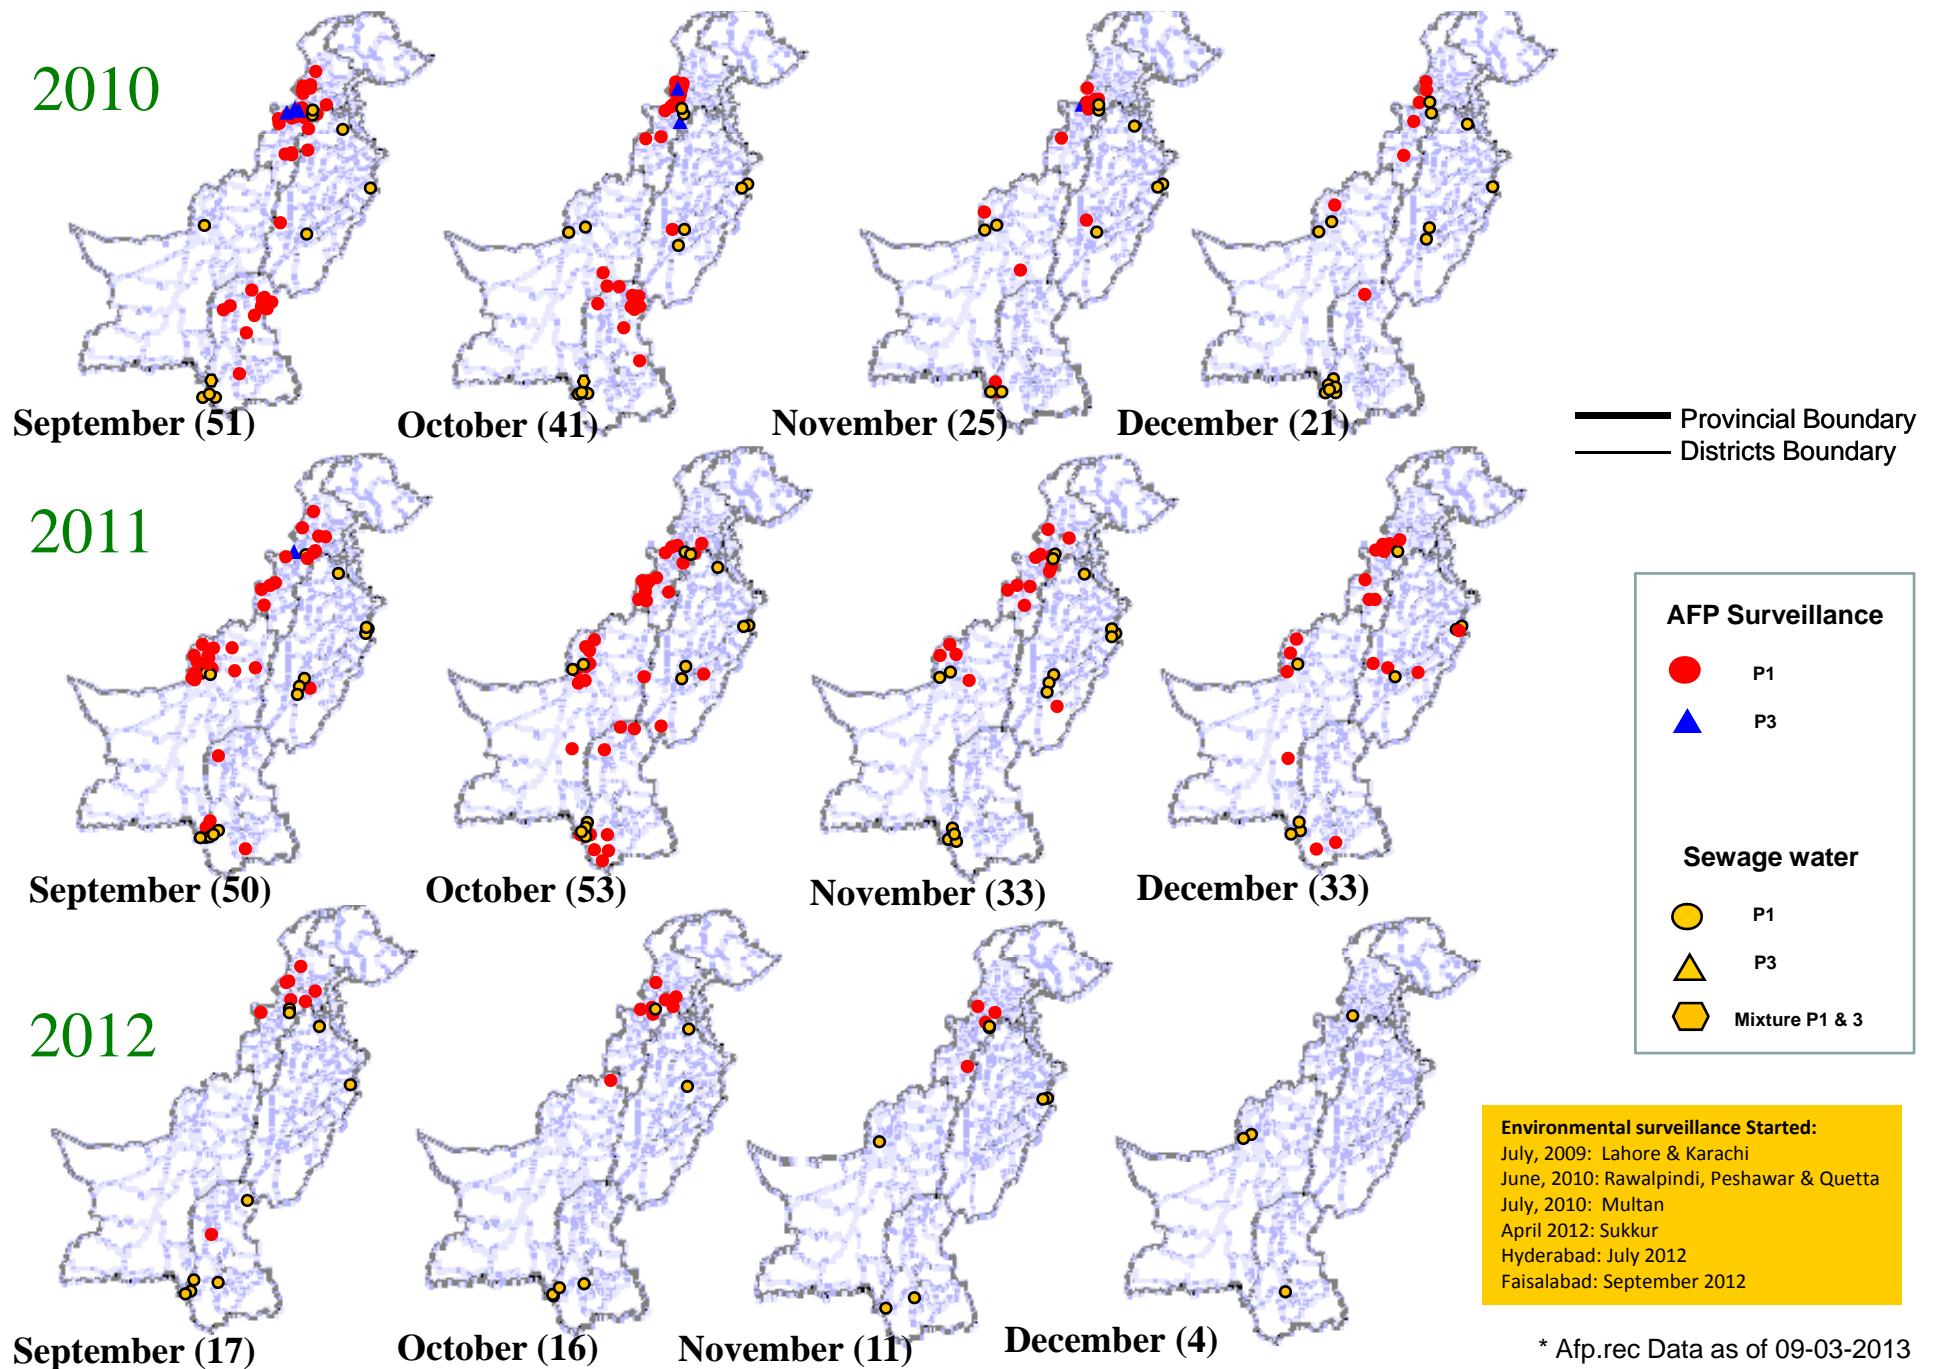 2010
September (51)
October (41)
November (25)
December (21)
Provincial Boundary
Districts Boundary
2011
September (50)
October (53)
November (33)
December (33)
AFP Surveillance
P1
P3
Sewage water
P1
P3
Mixture P1 & 3
2012
September (17)
October (16)
November (11)
December (4)
Environmental surveillance Started:
July, 2009: Lahore & Karachi
June, 2010: Rawalpindi, Peshawar & Quetta
July, 2010: Multan
April 2012: Sukkur
Hyderabad: July 2012
Faisalabad: September 2012
* Afp.rec Data as of 09-03-2013